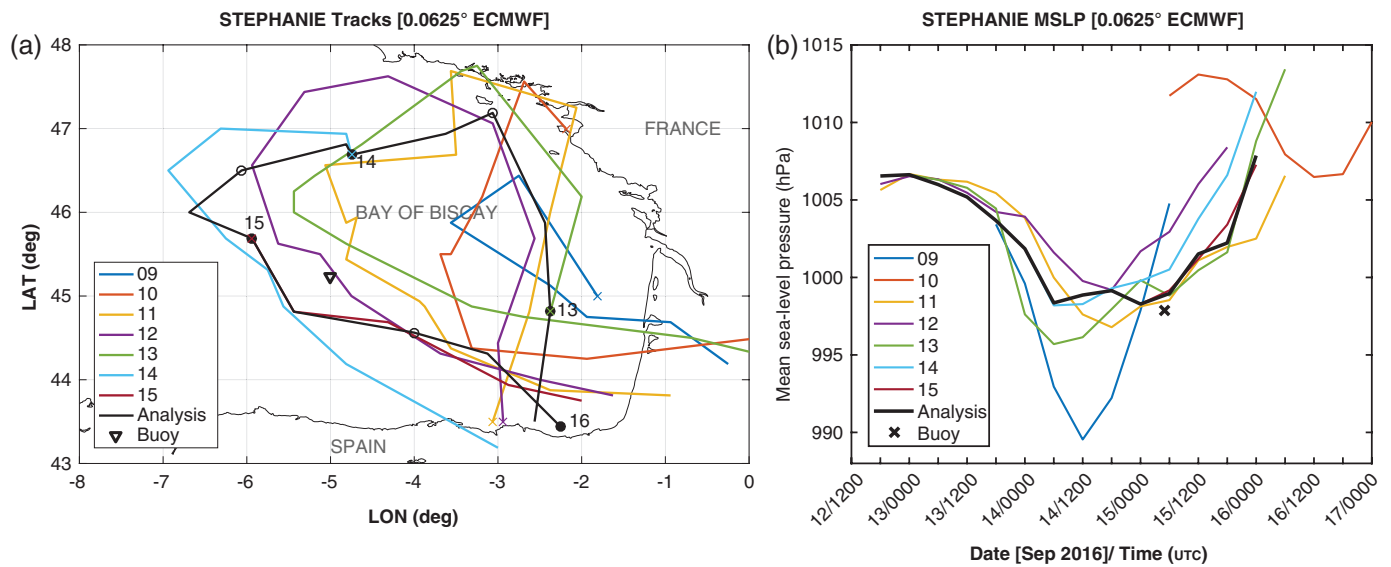 STEPHANIE Tracks [0.0625° ECMWF]
(a)
48
47
46
45
44
43
LAT (deg)
FRANCE
BAY OF BISCAY
SPAIN
14
15
13
16
09
10
11
12
13
14
15
Analysis
Buoy
-8 -7 -6 -5 -4 -3 -2 -1 0
LON (deg)
STEPHANIE MSLP [0.0625° ECMWF]
(b)
1015
1010
1005
1000
995
990
Mean sea-level pressure (hPa)
09
10
11
12
13
14
15
Analysis
Buoy
12/1200
13/0000
13/1200
14/0000
14/1200
15/0000
15/1200
16/0000
16/1200
17/0000
Date [Sep 2016]/ Time (UTC)